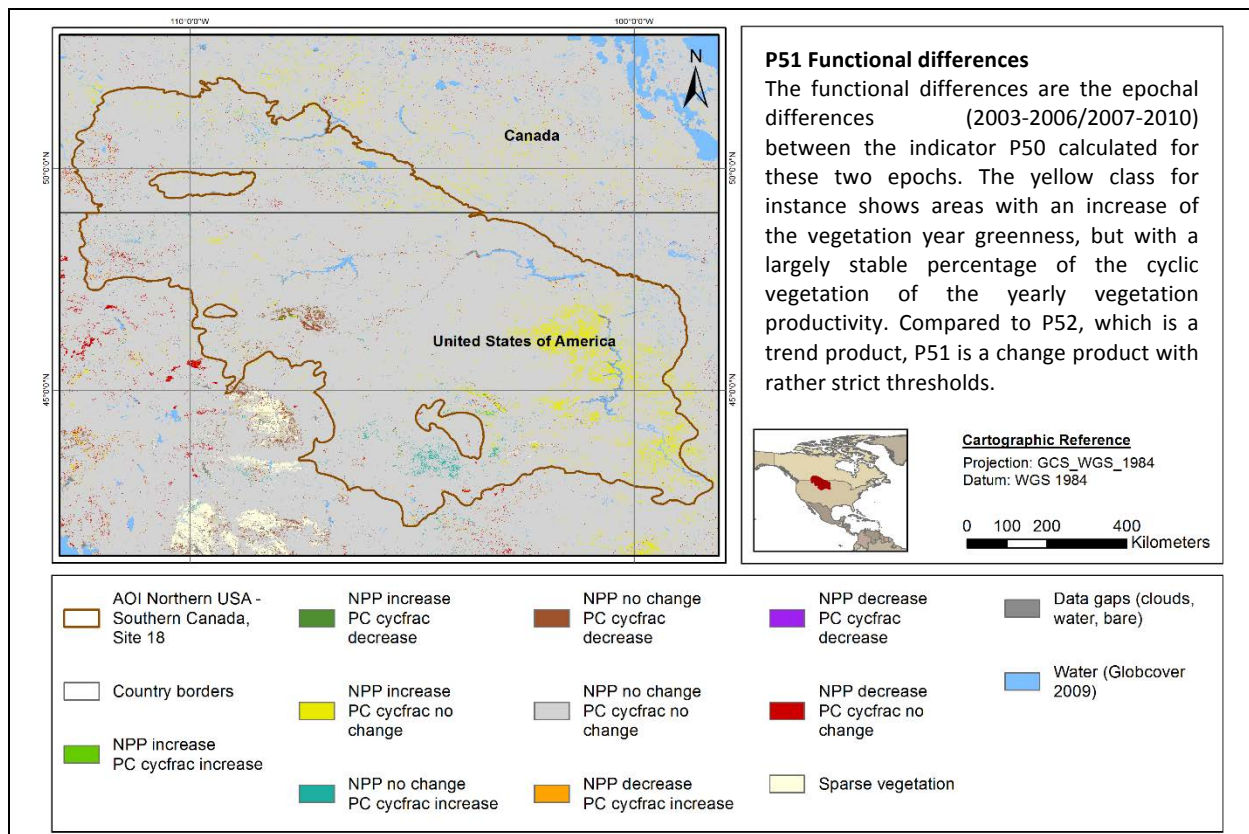 110°0'0"W
100°0'0"W
N
Canada
50°0'0"N
50°0'0"N
United States of America
45°0'0"N
45°0'0"N
P51 Functional differences
The functional differences are the epochal
differences (2003-2006/2007-2010)
between the indicator P50 calculated for
these two epochs. The yellow class for
instance shows areas with an increase of
the vegetation year greenness, but with a
largely stable percentage of the cyclic
vegetation of the yearly vegetation
productivity. Compared to P52, which is a
trend product, P51 is a change product with
rather strict thresholds.
Cartographic Reference
Projection: GCS_WGS_1984
Datum: WGS 1984
0 100 200 400
Kilometers
AOI Northern USA -
Southern Canada,
Site 18
Country borders
NPP increase
PC cycfrac increase
NPP increase
PC cycfrac
decrease
NPP increase
PC cycfrac no
change
NPP no change
PC cycfrac increase
NPP no change
PC cycfrac
decrease
NPP no change
PC cycfrac no
change
NPP decrease
PC cycfrac increase
NPP decrease
PC cycfrac
decrease
NPP decrease
PC cycfrac no
change
Sparse vegetation
Data gaps (clouds,
water, bare)
Water (Globcover
2009)